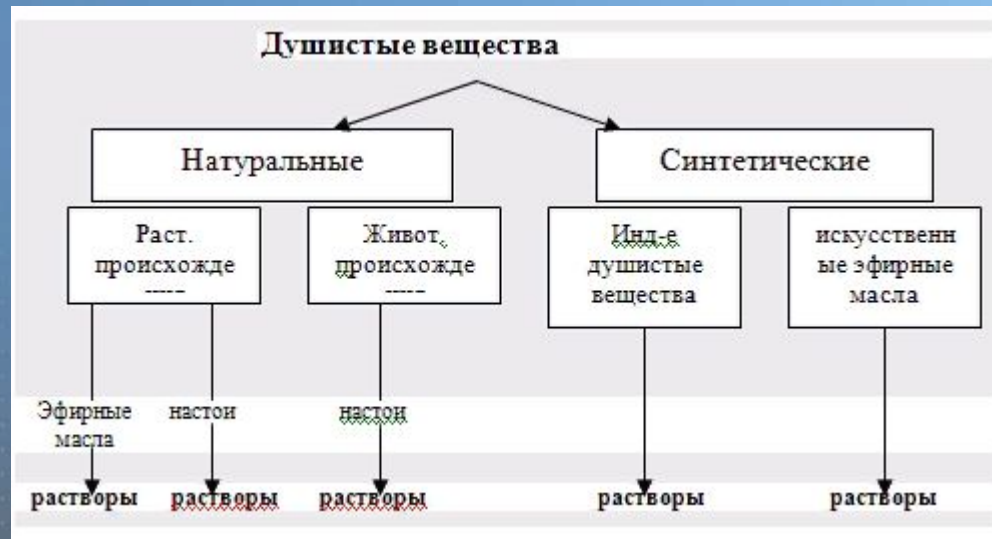 Душистые вещества
Натуральные
Синтетические
Раст.
происхожде
Живот.
происхожде
Инд-е
душистые
вещества
искусственн
ые эфирные
масла
Эфирные
масла
настои
настои
растворы
растворы
растворы
растворы
растворы